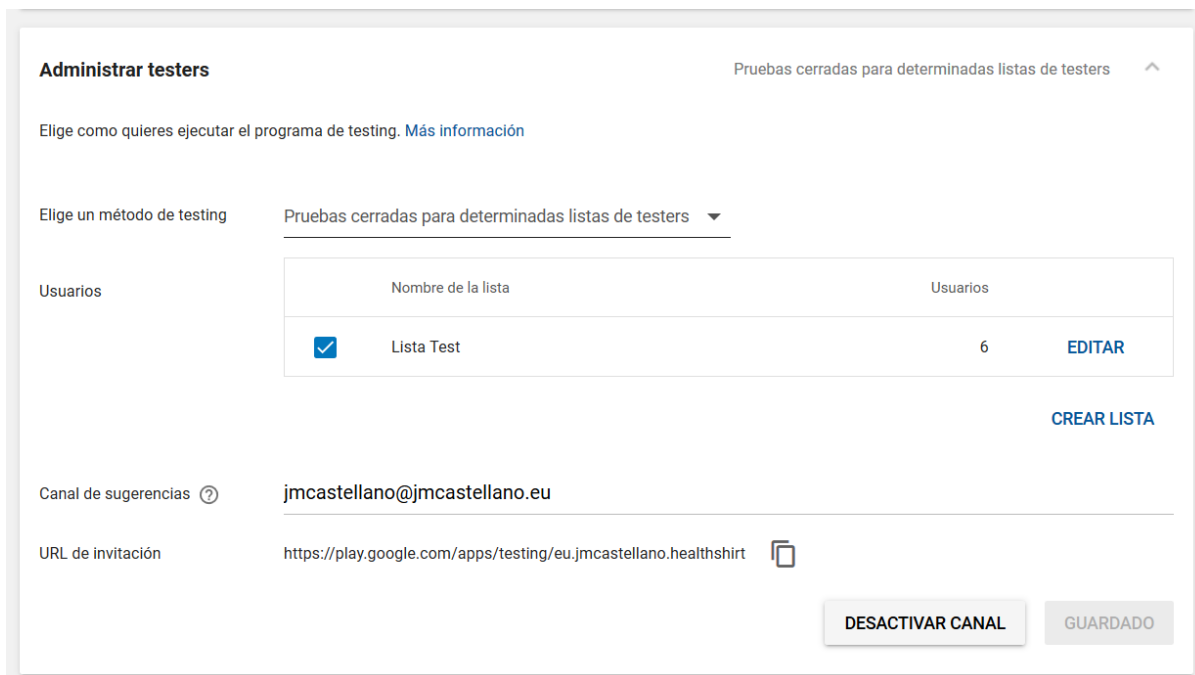 Administrar testers
Pruebas cerradas para determinadas listas de testers
Elige como quieres ejecutar el programa de testing. Más información
Elige un método de testing
Pruebas cerradas para determinadas listas de testers
Usuarios
Nombre de la lista
Usuarios
Lista Test
6
EDITAR
CREAR LISTA
Canal de sugerencias ?
jmcastellano@jmcastellano.eu
URL de invitación
https://play.google.com/apps/testing/eu.jmcastellano.healthshirt
DESACTIVAR CANAL
GUARDADO